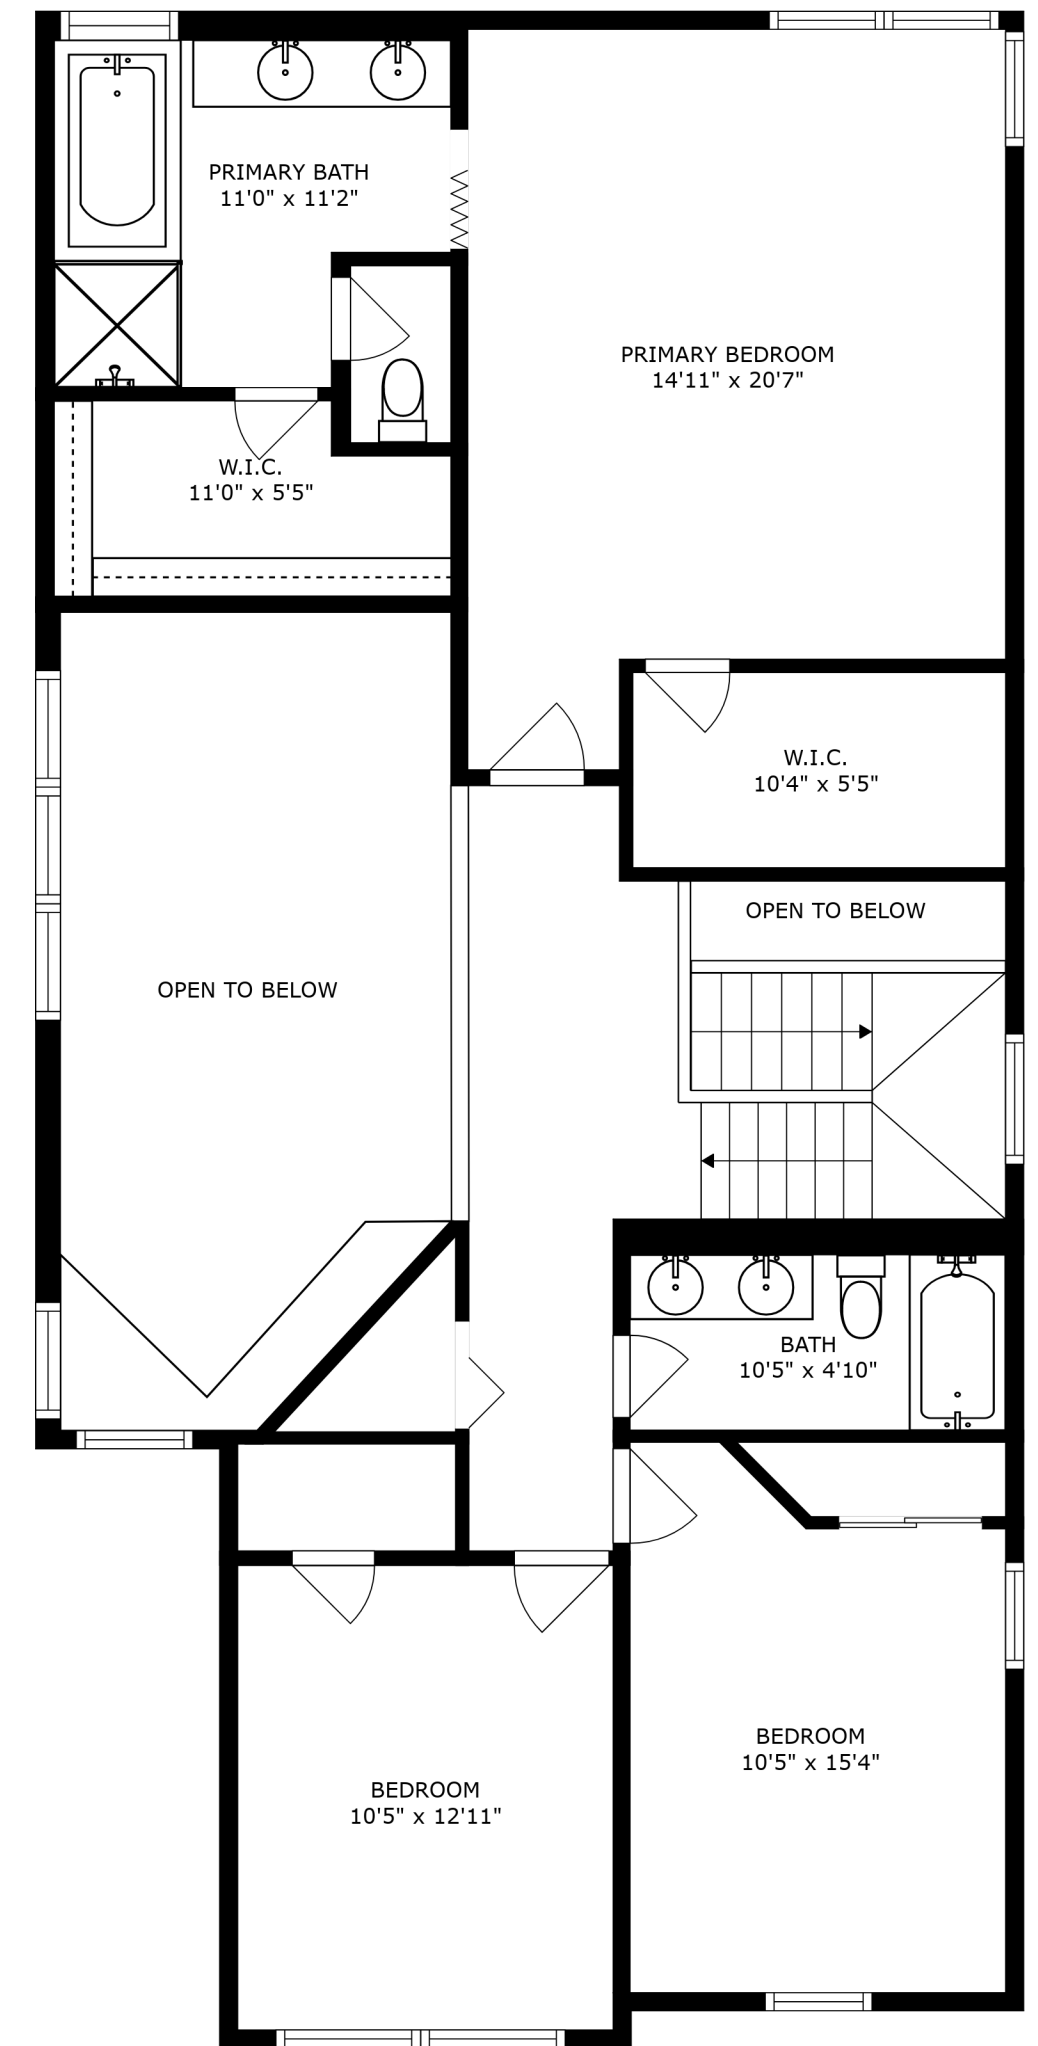 PRIMARY BATH
11'0" x 11'2"
PRIMARY BEDROOM
14'11" x 20'7"
W.I.C.
11'0" x 5'5"
W.I.C.
10'4" x 5'5"
OPEN TO BELOW
OPEN TO BELOW
BATH
10'5" x 4'10"
BEDROOM
10'5" x 15'4"
BEDROOM
10'5" x 12'11"